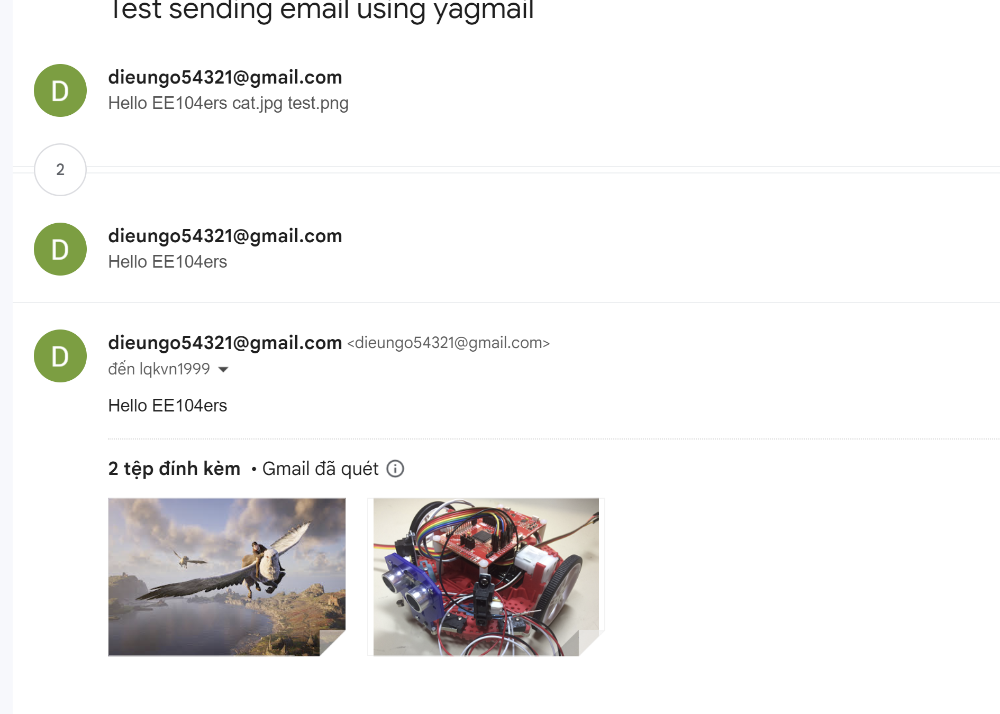 Test sending email using yagmail
D
dieungo54321@gmail.com
Hello EE104ers cat.jpg test.png
2
D
dieungo54321@gmail.com
Hello EE104ers
D
dieungo54321@gmail.com <dieungo54321@gmail.com>
đến lqkvn1999
Hello EE104ers
2 tệp đính kèm • Gmail đã quét